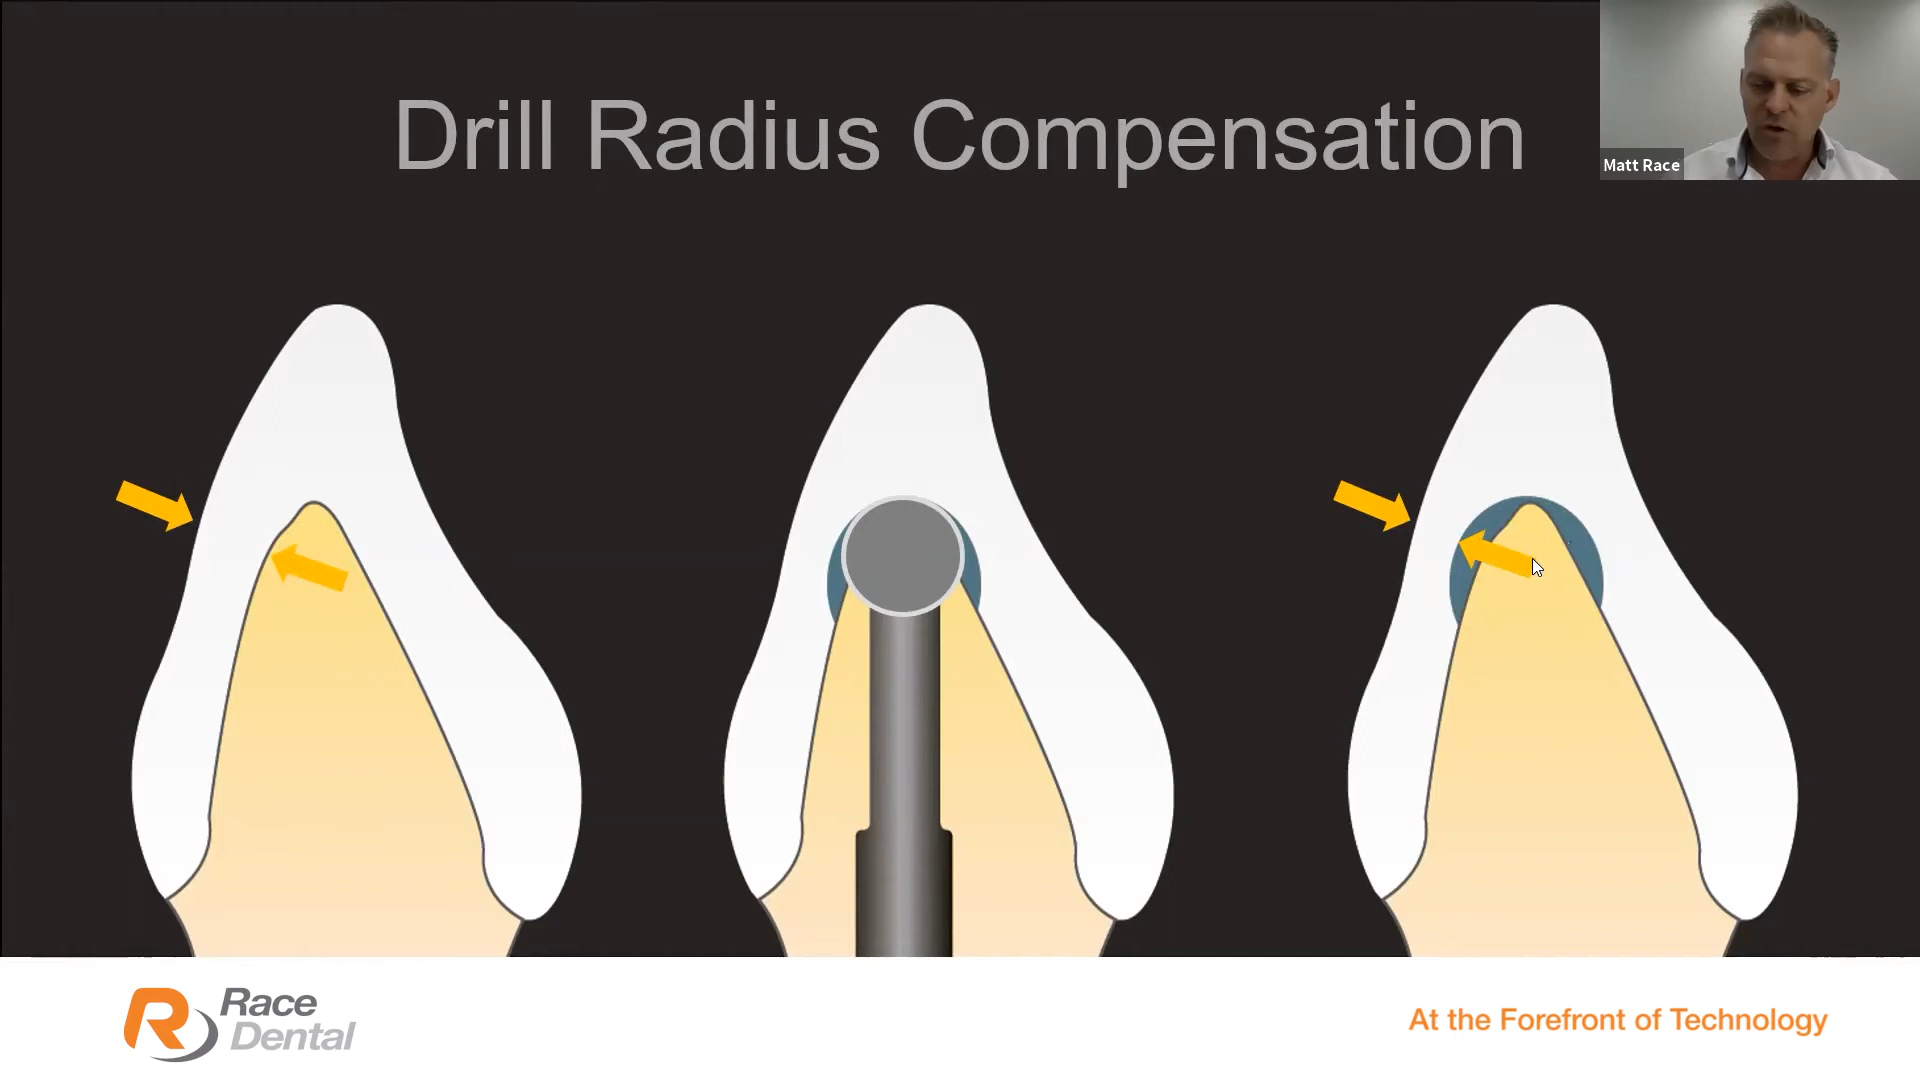 Drill Radius Compensation
Matt Race
Race
Dental
At the Forefront of Technology